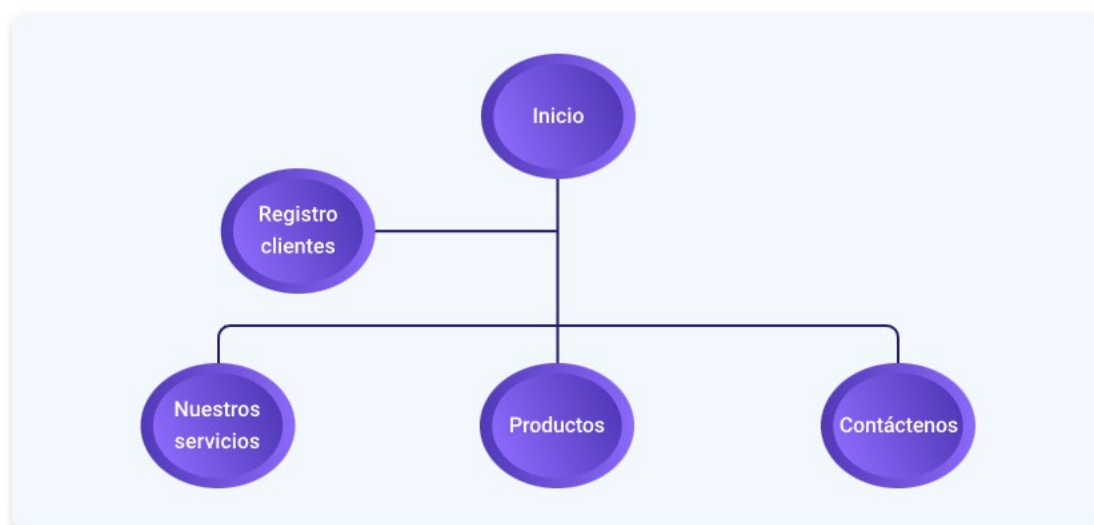 Inicio
Registro
clientes
Nuestros
servicios
Productos
Contáctenos